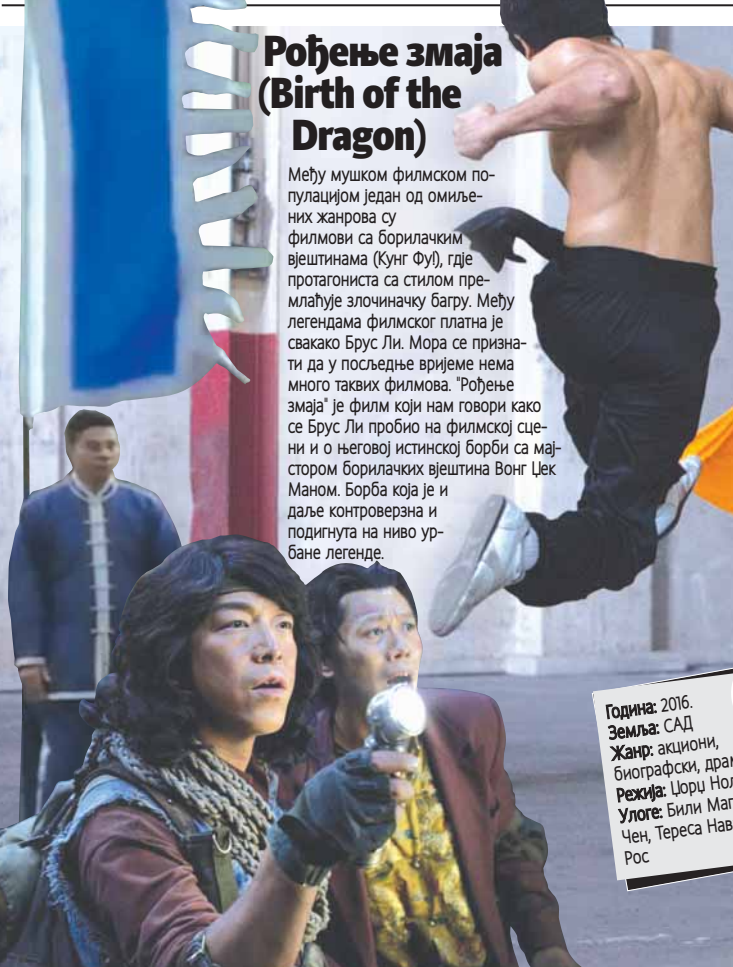 Рођење змаја
(Birth of the
Dragon)
Међу мушком филмском по-
пулацијом један од омиље-
них жанрова су
филмови са борилачким
вјештинама (Кунг Фу!), гдје
протагониста са стилом пре-
млаћује злочиначку багру. Међу
легендама филмског платна је
свакако Брус Ли. Мора се призна-
ти да у посљедње вријеме нема
много таквих филмова. "Рођење
змаја" је филм који нам говори како
се Брус Ли пробио на филмској сце-
ни и о његовој истинској борби са мај-
стором борилачких вјештина Вонг Џек
Маном. Борба која је и
даље контроверзна и
подигнута на ниво ур-
бане легенде.
Година: 2016.
Земља: САД
Жанр: акциони,
биографски,
Режија: Џорџ
Улоге: Били
Чен, Тереса
Рос